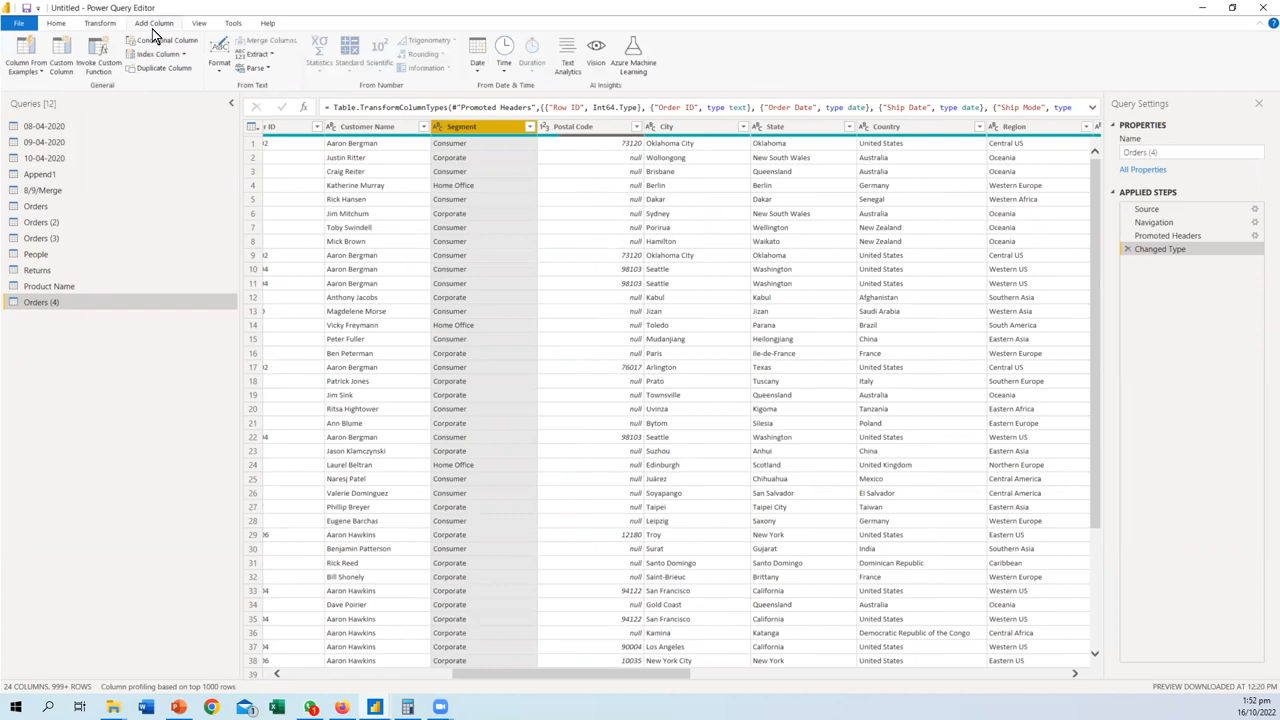 Untitled - Power Query Editor
File Home Transform Add Column View Tools Help
Column From Examples Custom Column Invoke Custom Function Conditional Column Index Column Duplicate Column General
Format Merge Columns Extract Parse From Text
Statistics Standard Scientific Trigonometry Rounding Information From Number
Date Time Duration From Date & Time
Text Analytics Vision Azure Machine Learning AI Insights
Queries [12]
= Table.TransformColumnTypes(#"Promoted Headers",{{"Row ID", Int64.Type}, {"Order ID", type text}, {"Order Date", type date}, {"Ship Date", type date}, {"Ship Mode", type
08-04-2020
09-04-2020
10-04-2020
Append1
8/9/Merge
Orders
Orders (2)
Orders (3)
People
Returns
Product Name
Orders (4)
r ID Customer Name Segment Postal Code City State Country Region
1 02 Aaron Bergman Consumer 73120 Oklahoma City Oklahoma United States Central US
2 Justin Ritter Corporate null Wollongong New South Wales Australia Oceania
3 Craig Reiter Consumer null Brisbane Queensland Australia Oceania
4 Katherine Murray Home Office null Berlin Berlin Germany Western Europe
5 Rick Hansen Consumer null Dakar Dakar Senegal Western Africa
6 Jim Mitchum Corporate null Sydney New South Wales Australia Oceania
7 Toby Swindell Consumer null Porirua Wellington New Zealand Oceania
8 Mick Brown Consumer null Hamilton Waikato New Zealand Oceania
9 02 Aaron Bergman Consumer 73120 Oklahoma City Oklahoma United States Central US
10 04 Aaron Bergman Consumer 98103 Seattle Washington United States Western US
11 04 Aaron Bergman Consumer 98103 Seattle Washington United States Western US
12 Anthony Jacobs Corporate null Kabul Kabul Afghanistan Southern Asia
13 Magdelene Morse Consumer null Jizan Jizan Saudi Arabia Western Asia
14 Vicky Freymann Home Office null Toledo Parana Brazil South America
15 Peter Fuller Consumer null Mudanjiang Heilongjiang China Eastern Asia
16 Ben Peterman Corporate null Paris Ile-de-France France Western Europe
17 02 Aaron Bergman Consumer 76017 Arlington Texas United States Central US
18 Patrick Jones Corporate null Prato Tuscany Italy Southern Europe
19 Jim Sink Corporate null Townsville Queensland Australia Oceania
20 Ritsa Hightower Consumer null Uvinza Kigoma Tanzania Eastern Africa
21 Ann Blume Corporate null Bytom Silesia Poland Eastern Europe
22 04 Aaron Bergman Consumer 98103 Seattle Washington United States Western US
23 Jason Klamczynski Corporate null Suzhou Anhui China Eastern Asia
24 Laurel Beltran Home Office null Edinburgh Scotland United Kingdom Northern Europe
25 Naresj Patel Consumer null Juárez Chihuahua Mexico Central America
26 Valerie Dominguez Consumer null Soyapango San Salvador El Salvador Central America
27 Phillip Breyer Corporate null Taipei Taipei City Taiwan Eastern Asia
28 Eugene Barchas Consumer null Leipzig Saxony Germany Western Europe
29 06 Aaron Hawkins Corporate 12180 Troy New York United States Eastern US
30 Benjamin Patterson Consumer null Surat Gujarat India Southern Asia
31 Rick Reed Corporate null Santo Domingo Santo Domingo Dominican Republic Caribbean
32 Bill Shonely Corporate null Saint-Brieuc Brittany France Western Europe
33 04 Aaron Hawkins Corporate 94122 San Francisco California United States Western US
34 Dave Poirier Corporate null Gold Coast Queensland Australia Oceania
35 04 Aaron Hawkins Corporate 94122 San Francisco California United States Western US
36 Aaron Hawkins Corporate null Kamina Katanga Democratic Republic of the Congo Central Africa
37 04 Aaron Hawkins Corporate 90004 Los Angeles California United States Western US
38 06 Aaron Hawkins Corporate 10035 New York City New York United States Eastern US
39
Query Settings
PROPERTIES
Name
Orders (4)
All Properties
APPLIED STEPS
Source
Navigation
Promoted Headers
Changed Type
24 COLUMNS, 999+ ROWS Column profiling based on top 1000 rows PREVIEW DOWNLOADED AT 12:20 PM
1:52 pm
16/10/2022